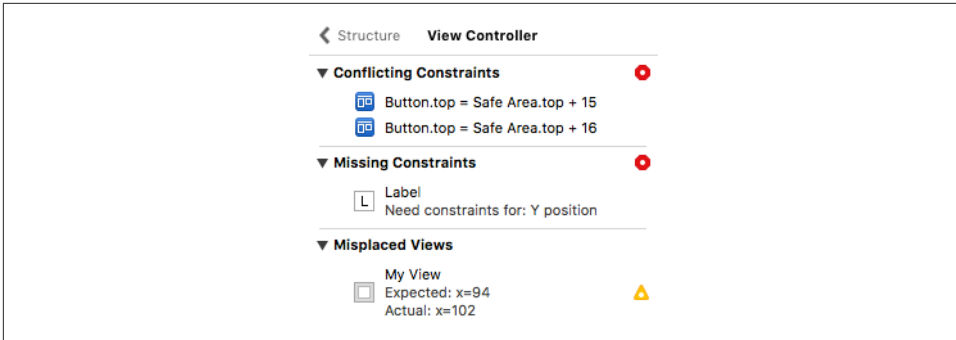 Structure View Controller
Conflicting Constraints
Button.top = Safe Area.top + 15
Button.top = Safe Area.top + 16
Missing Constraints
L Label
Need constraints for: Y position
Misplaced Views
My View
Expected: x=94
Actual: x=102